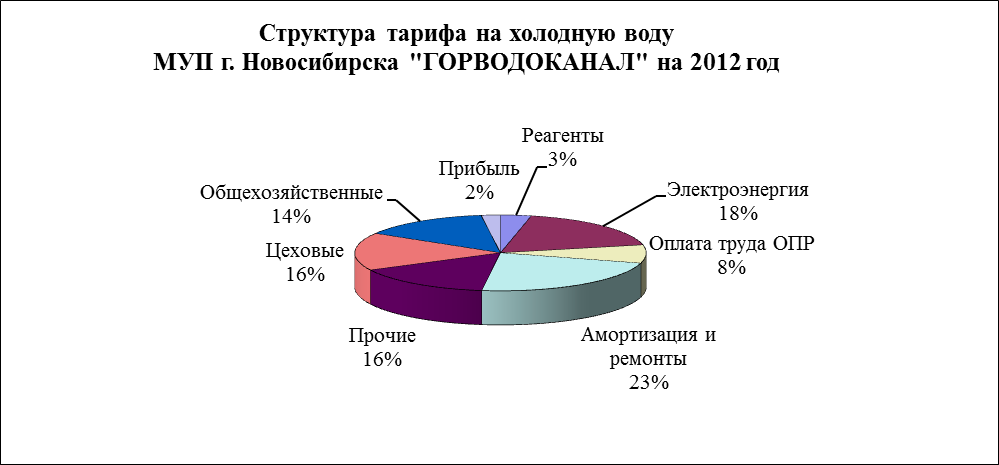 Структура тарифа на холодную воду
МУП г. Новосибирска "ГОРВОДОКАНАЛ" на 2012 год
Реагенты
3%
Прибыль
2%
Электроэнергия
18%
Общехозяйственные
14%
Оплата труда ОПР
8%
Цеховые
16%
Прочие
16%
Амортизация и
ремонты
23%